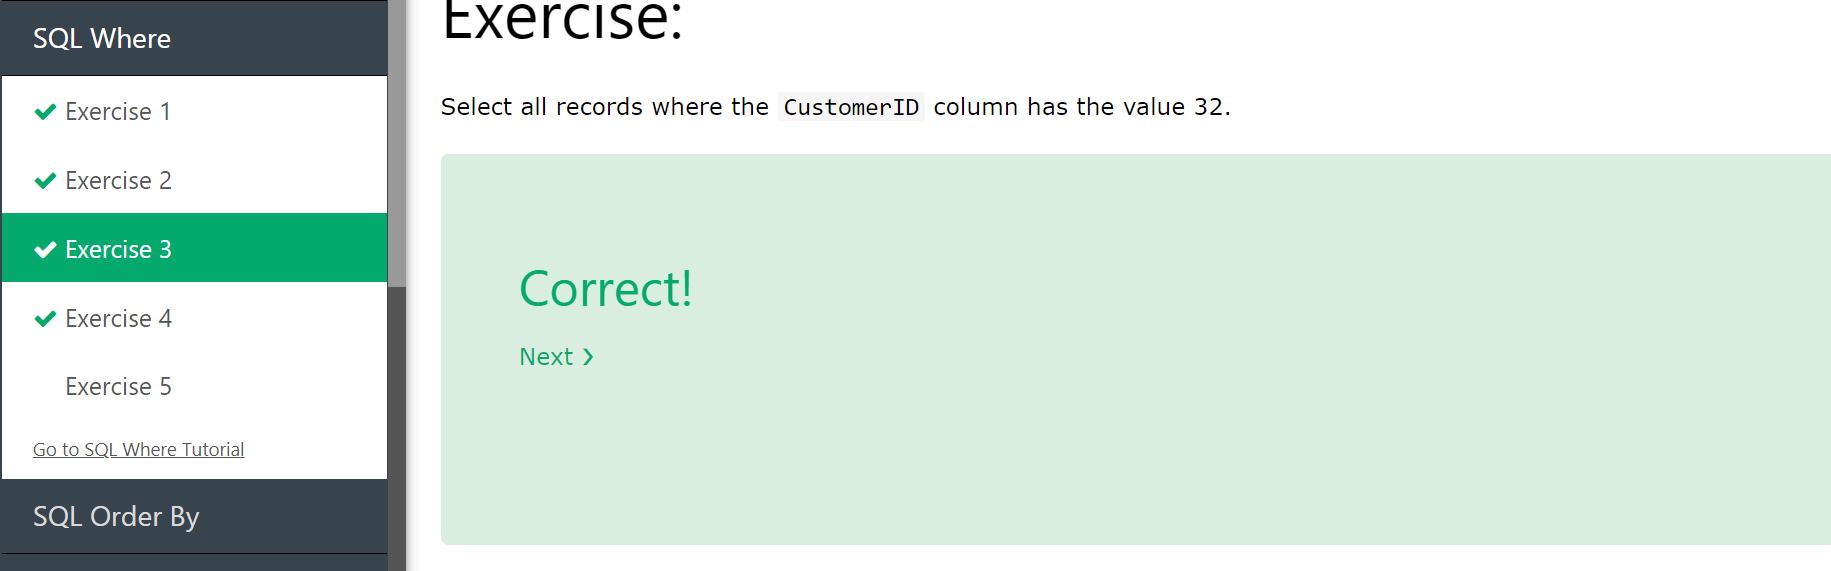 SQL Where
Exercise 1
Exercise 2
Exercise 3
Exercise 4
Exercise 5
Go to SQL Where Tutorial
SQL Order By
Exercise:
Select all records where the CustomerID column has the value 32.
Correct!
Next ❯